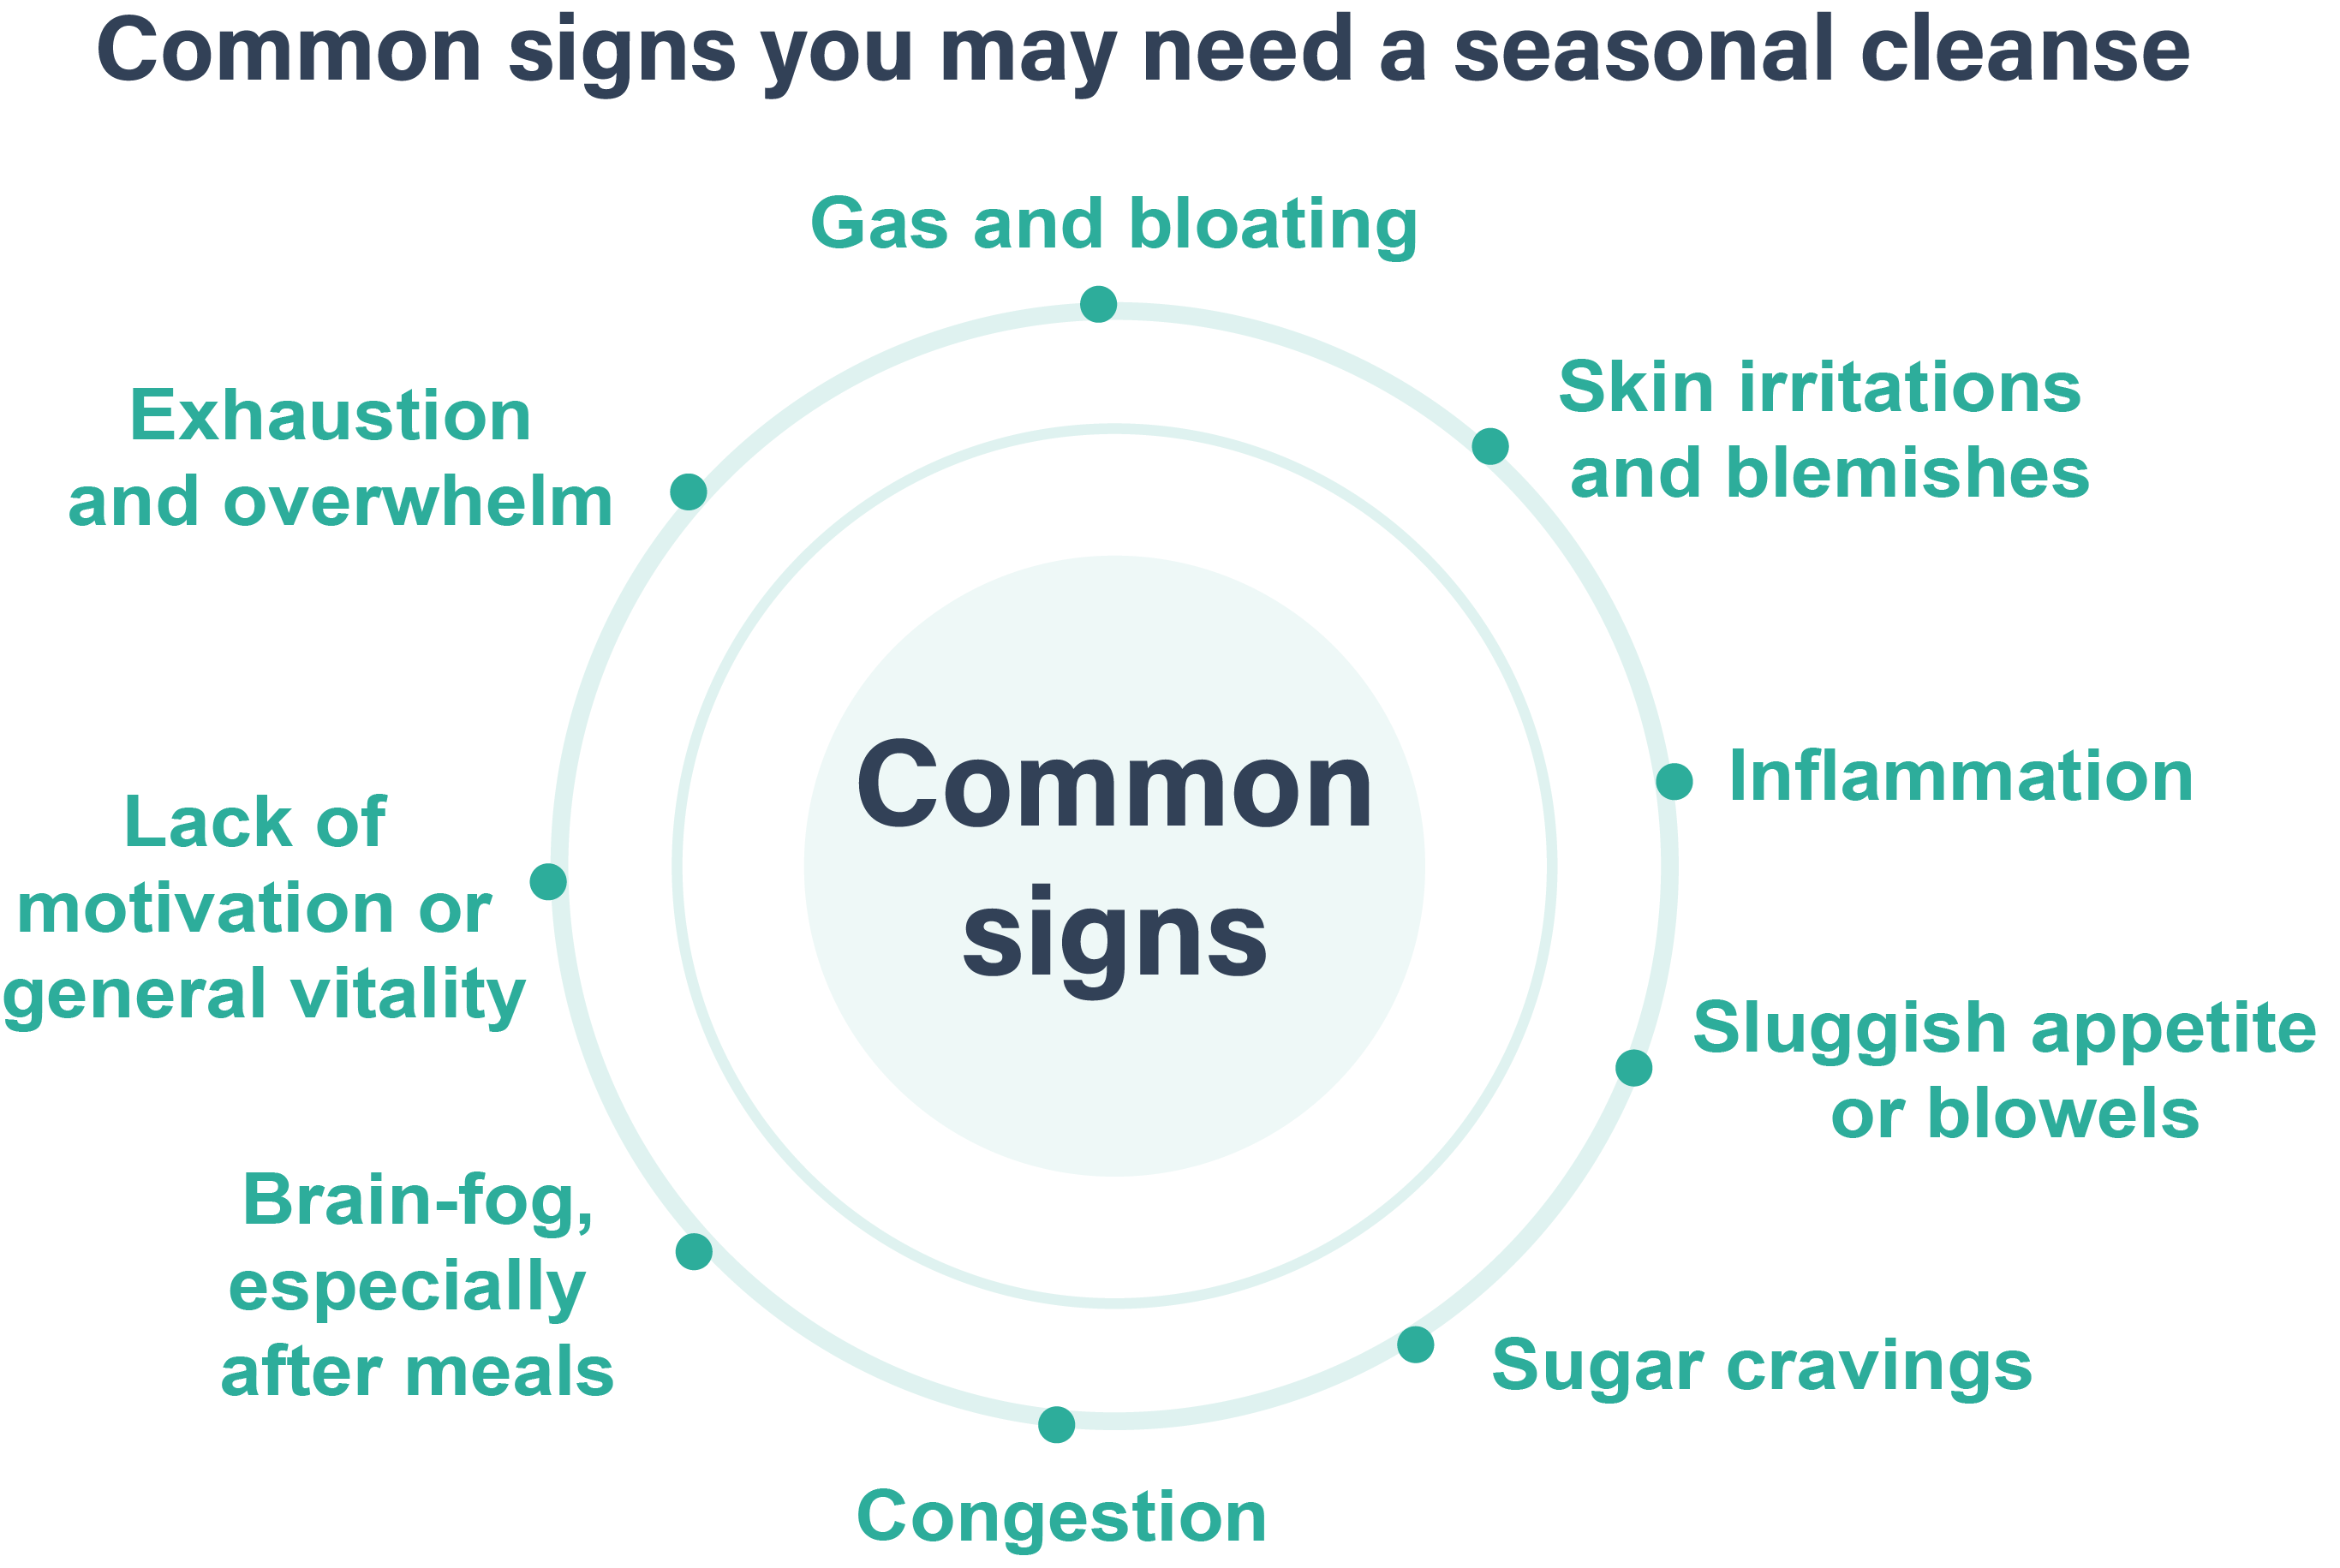 Common signs you may need a seasonal cleanse
Gas and bloating
Skin irritations
and blemishes
Inflammation
Sluggish appetite
or blowels
Sugar cravings
Congestion
Brain-fog,
especially
after meals
Lack of
motivation or
general vitality
Exhaustion
and overwhelm
Common
signs